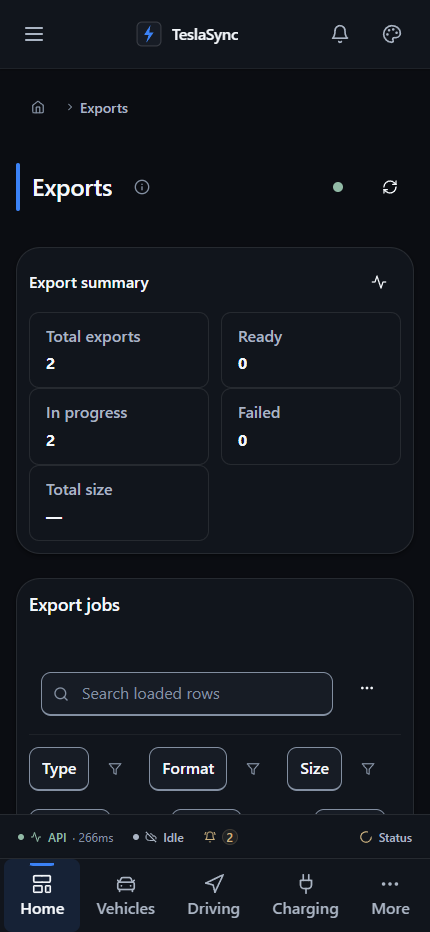 TeslaSync
Exports
Exports
Export summary
Total exports
2
Ready
0
In progress
2
Failed
0
Total size
—
Export jobs
Search loaded rows
Type
Format
Size
API · 266ms
Idle
2
Status
Home
Vehicles
Driving
Charging
More